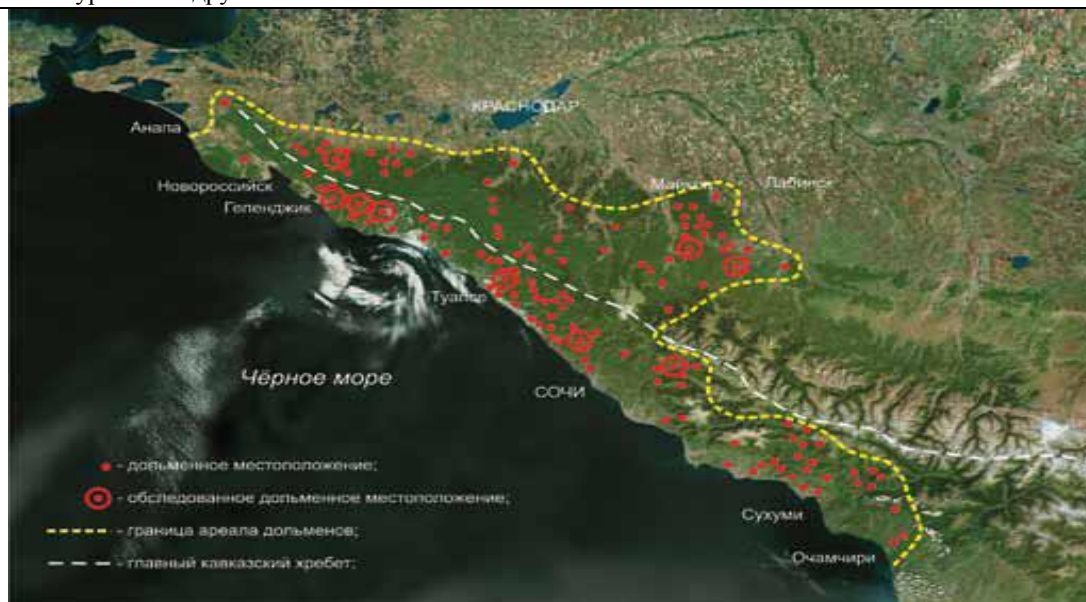 КРАСНОДАР
Анапа
Майкоп
Лабинск
Новороссийск
Геленджик
Туапсе
Чёрное море
СОЧИ
- дольменное местоположение;
- обследованное дольменное местоположение;
Сухуми
- граница ареала дольменов;
Очамчири
- главный кавказский хребет;